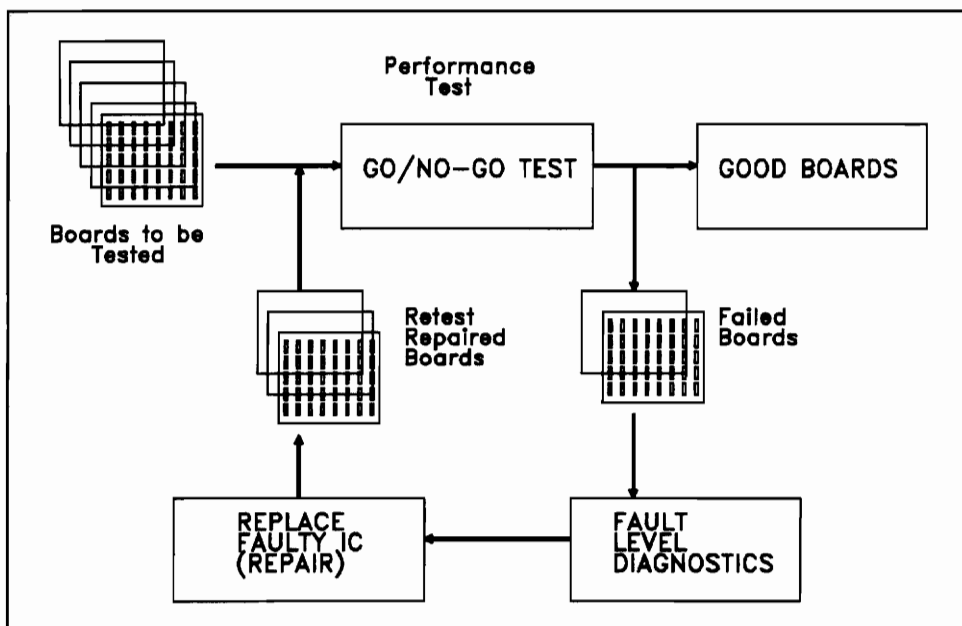 Performance
Test
GO/NO-GO TEST
GOOD BOARDS
Boards to be
Tested
Retest
Repaired
Boards
Failed
Boards
REPLACE
FAULTY IC
(REPAIR)
FAULT
LEVEL
DIAGNOSTICS